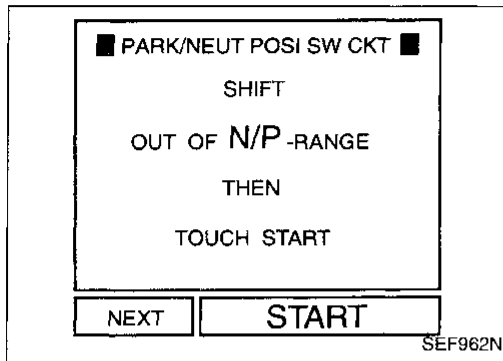 PARK/NEUT POSI SW CKT
SHIFT
OUT OF N/P -RANGE
THEN
TOUCH START
NEXT START
SEF962N